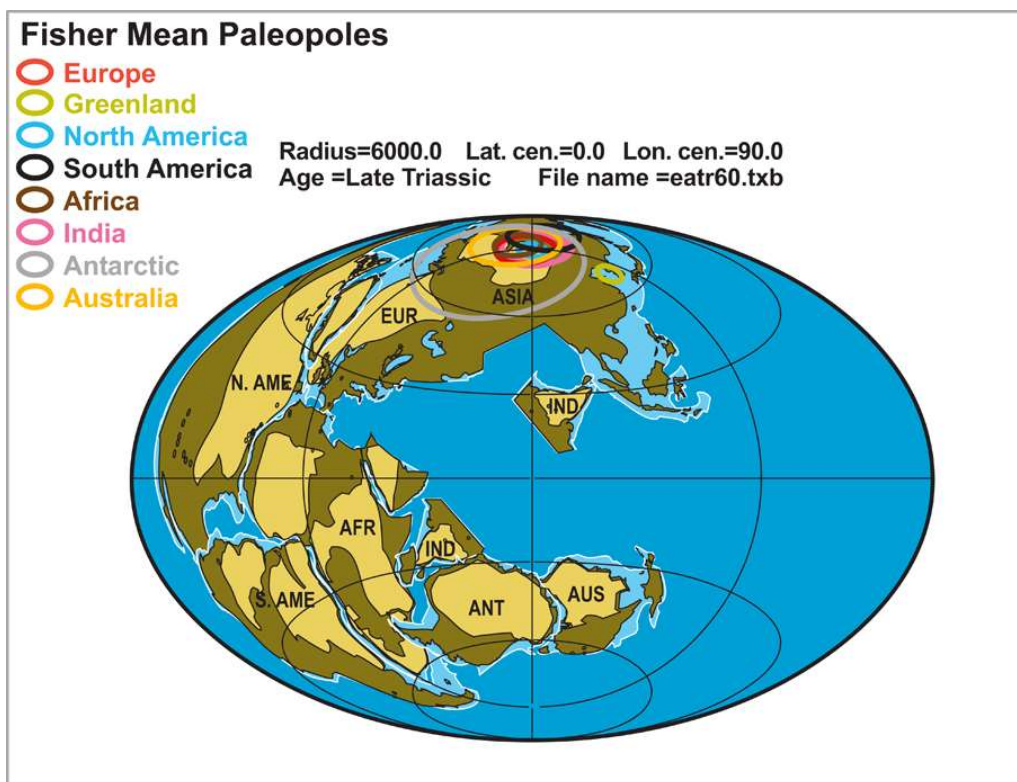 Fisher Mean Paleopoles
Europe
Greenland
North America
South America
Africa
India
Antarctic
Australia
Radius=6000.0 Lat. cen.=0.0 Lon. cen.=90.0
Age =Late Triassic File name =eatr60.txb
ASIA
EUR
N. AME
IND
AFR
IND
S. AME
ANT
AUS